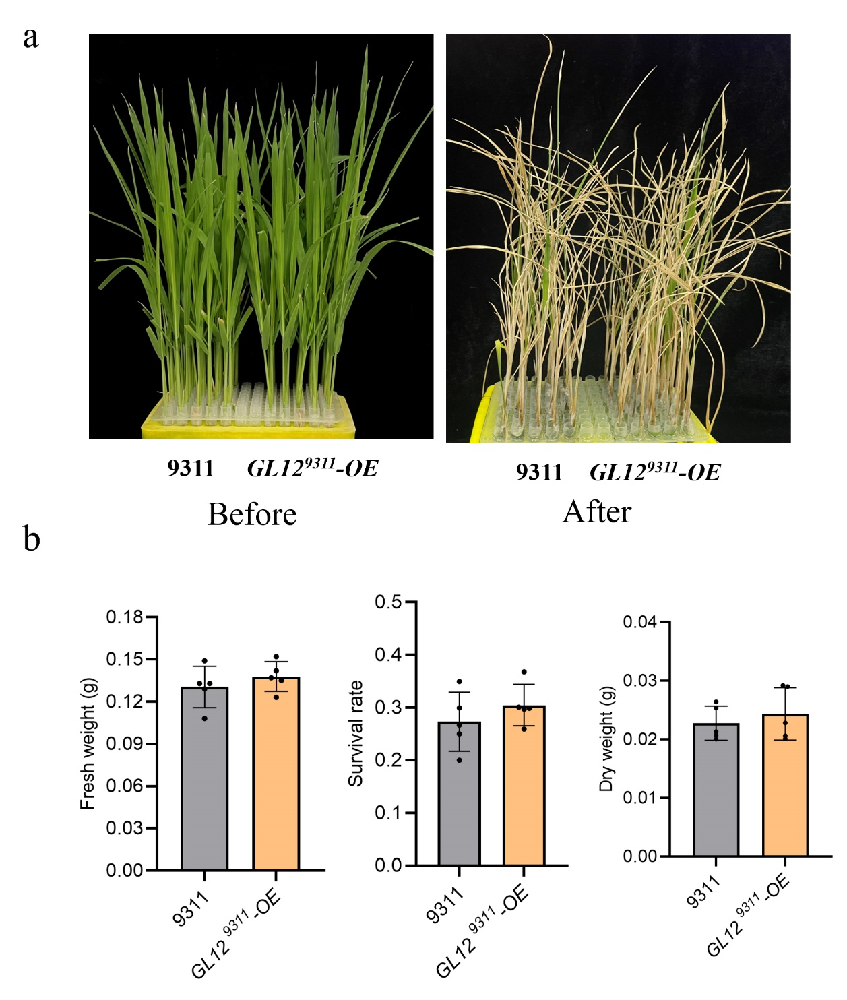 a
9311 GL12^9311-OE
Before
9311 GL12^9311-OE
After
b
Fresh weight (g)
0.18
0.15
0.12
0.09
0.06
0.03
0.00
9311
GL12 ^9311 -OE
Survival rate
0.5
0.4
0.3
0.2
0.1
0.0
9311
GL12 ^9311 -OE
Dry weight (g)
0.04
0.03
0.02
0.01
0.00
9311
GL12 ^9311 -OE